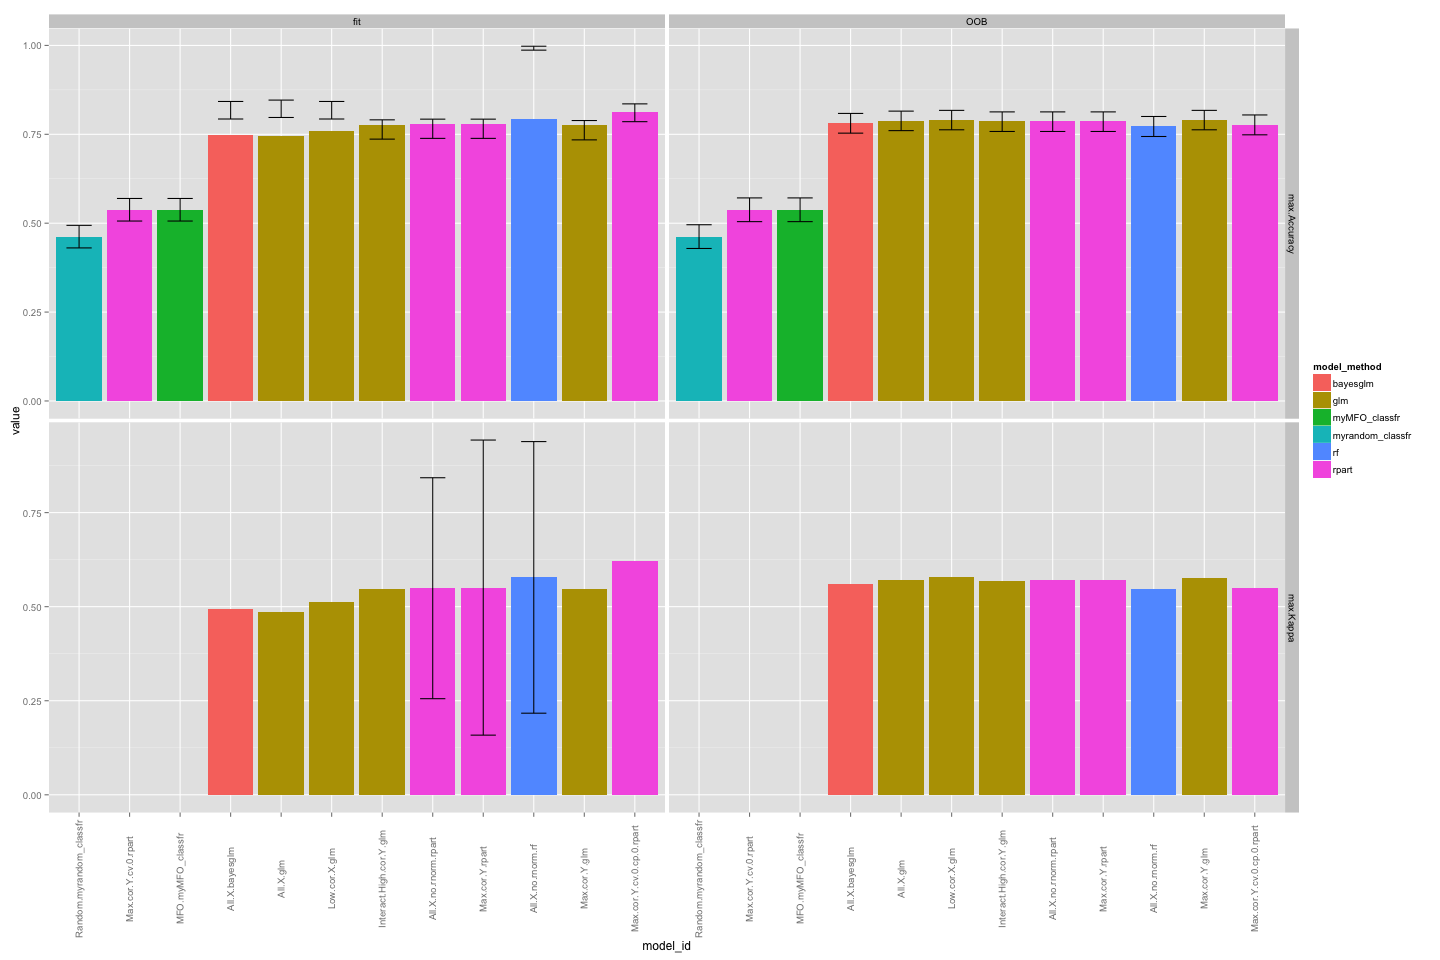 fit
OOB
1.00
0.75
0.50
0.25
0.00
max.Accuracy
value
0.75
0.50
0.25
0.00
max.Kappa
Random.myrandom_classfr
Max.cor.Y.cv.0.rpart
MFO.myMFO_classfr
All.X.bayesglm
All.X.glm
Low.cor.X.glm
Interact.High.cor.Y.glm
All.X.no.rnorm.rpart
Max.cor.Y.rpart
All.X.no.rnorm.rf
Max.cor.Y.glm
Max.cor.Y.cv.0.cp.0.rpart
Random.myrandom_classfr
Max.cor.Y.cv.0.rpart
MFO.myMFO_classfr
All.X.bayesglm
All.X.glm
Low.cor.X.glm
Interact.High.cor.Y.glm
All.X.no.rnorm.rpart
Max.cor.Y.rpart
All.X.no.rnorm.rf
Max.cor.Y.glm
Max.cor.Y.cv.0.cp.0.rpart
model_id
model_method
bayesglm
glm
myMFO_classfr
myrandom_classfr
rf
rpart